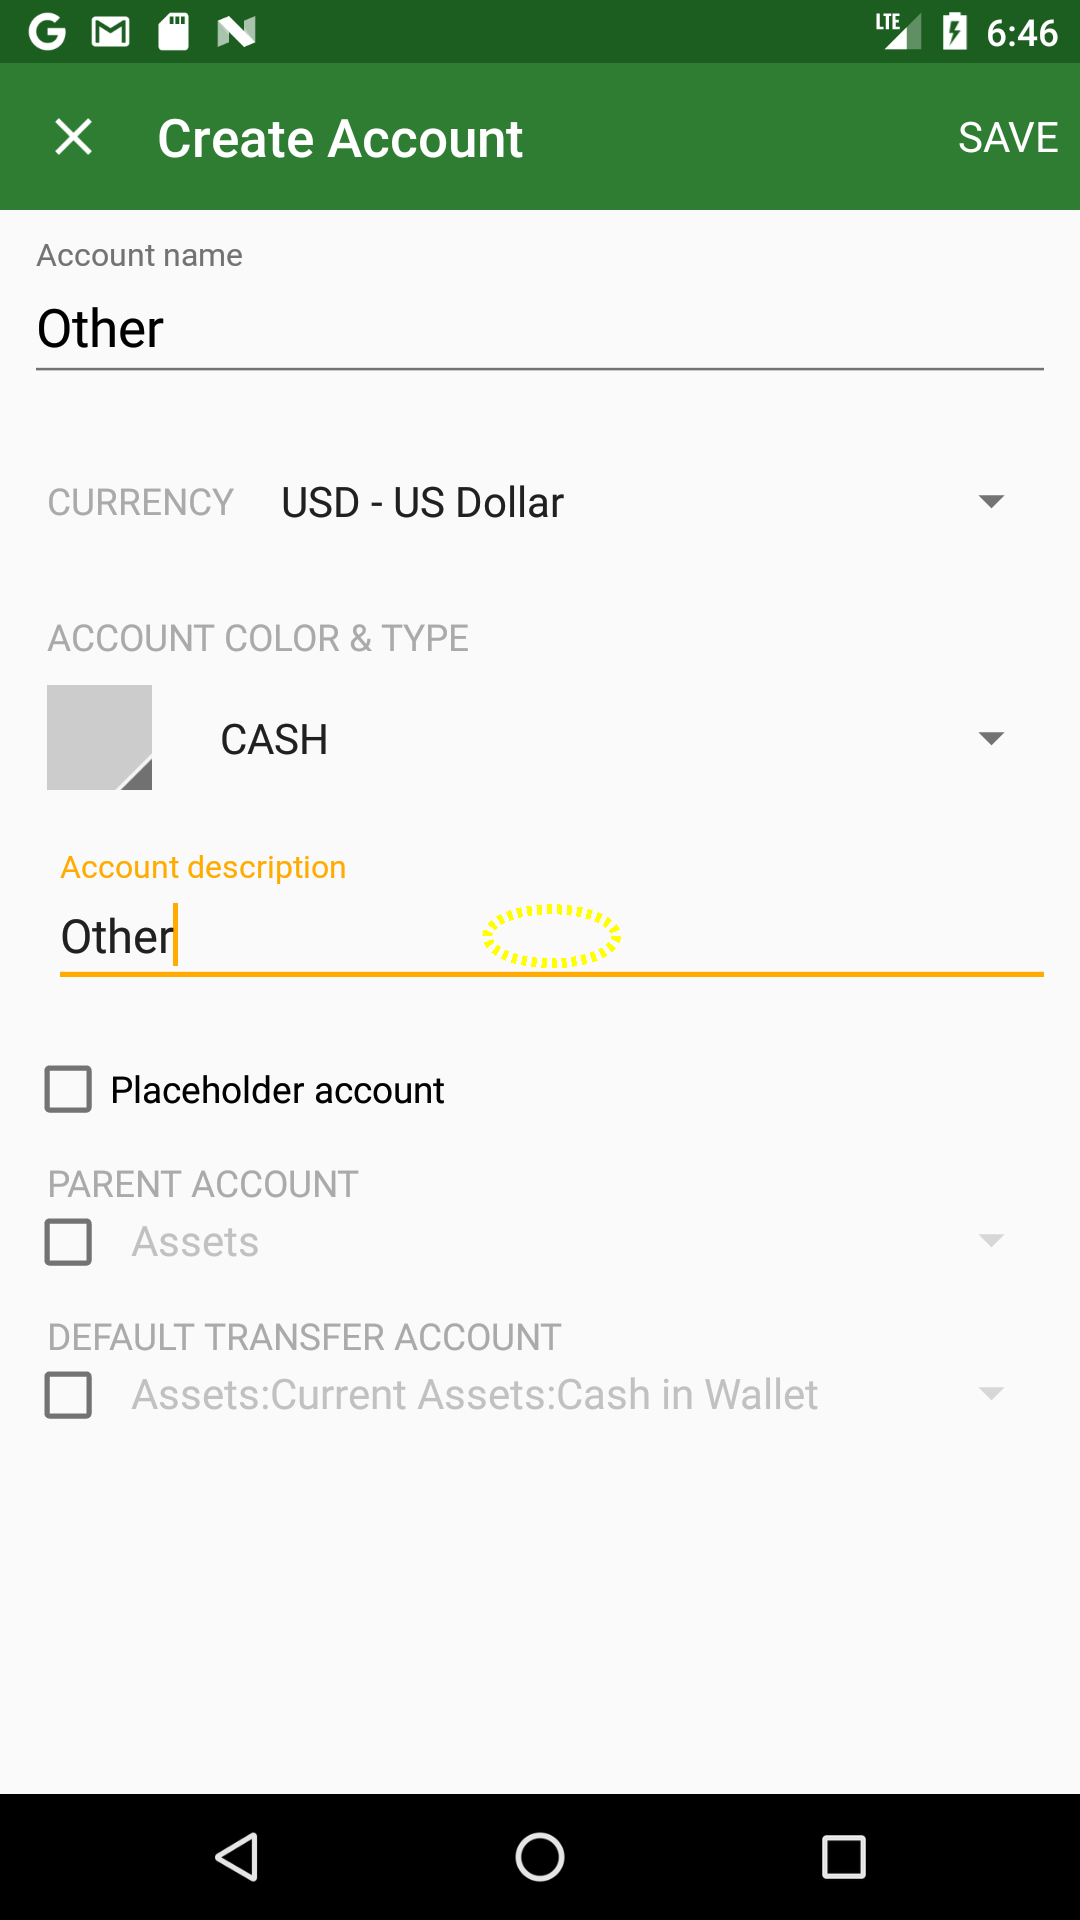 LTE 6:46
Create Account SAVE
Account name
Other
CURRENCY USD - US Dollar
ACCOUNT COLOR & TYPE
CASH
Account description
Other
Placeholder account
PARENT ACCOUNT
Assets
DEFAULT TRANSFER ACCOUNT
Assets:Current Assets:Cash in Wallet